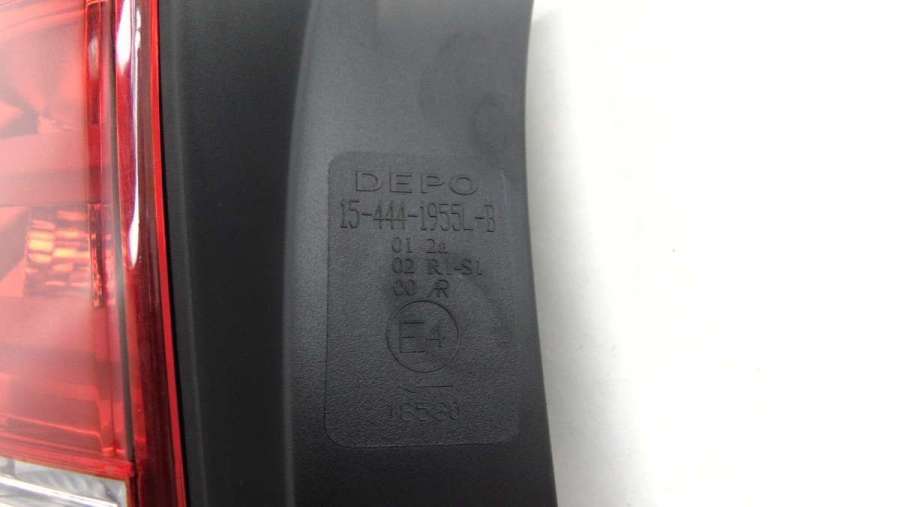 DEPO
15-444-1955L-B
01 2a
02 R1-S1
00 AR
E4